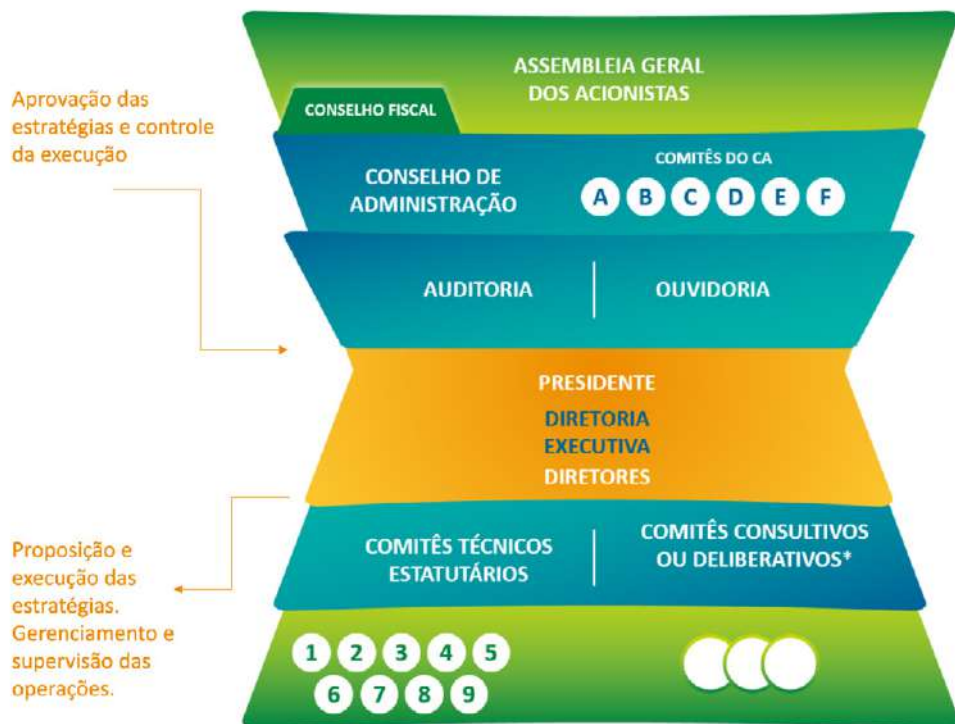 ASSEMBLEIA GERAL
DOS ACIONISTAS
CONSELHO FISCAL
Aprovação das
estratégias e controle
da execução
CONSELHO DE
ADMINISTRAÇÃO
COMITÊS DO CA
A B C D E F
AUDITORIA
OUVIDORIA
PRESIDENTE
DIRETORIA
EXECUTIVA
DIRETORES
Proposição e
execução das
estratégias.
Gerenciamento e
supervisão das
operações.
COMITÊS TÉCNICOS
ESTATUTÁRIOS
COMITÊS CONSULTIVOS
OU DELIBERATIVOS*
1 2 3 4 5
6 7 8 9